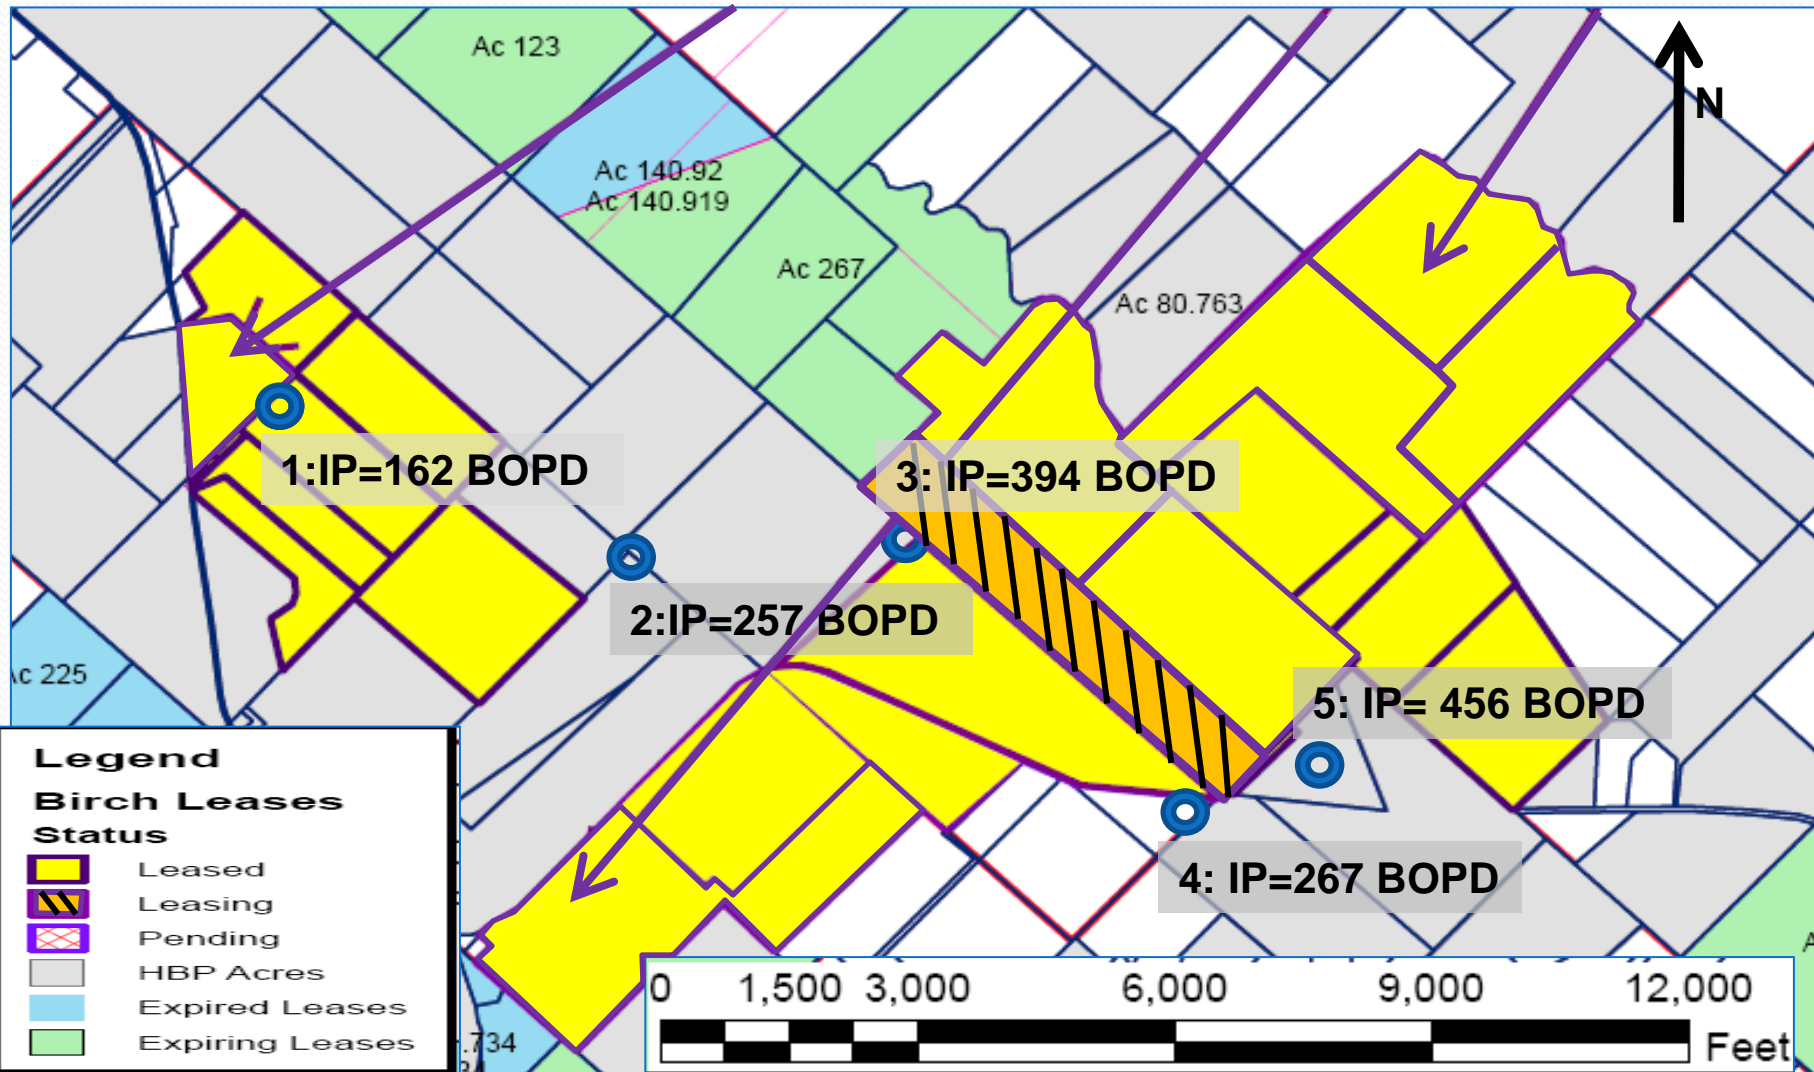 Ac 123
N
Ac 140.92
Ac 140.919
Ac 267
Ac 80.763
1:IP=162 BOPD
3: IP=394 BOPD
2:IP=257 BOPD
Ac 225
5: IP= 456 BOPD
4: IP=267 BOPD
Legend
Birch Leases
Status
Leased
Leasing
Pending
HBP Acres
Expired Leases
Expiring Leases
.734
0 1,500 3,000 6,000 9,000 12,000
Feet